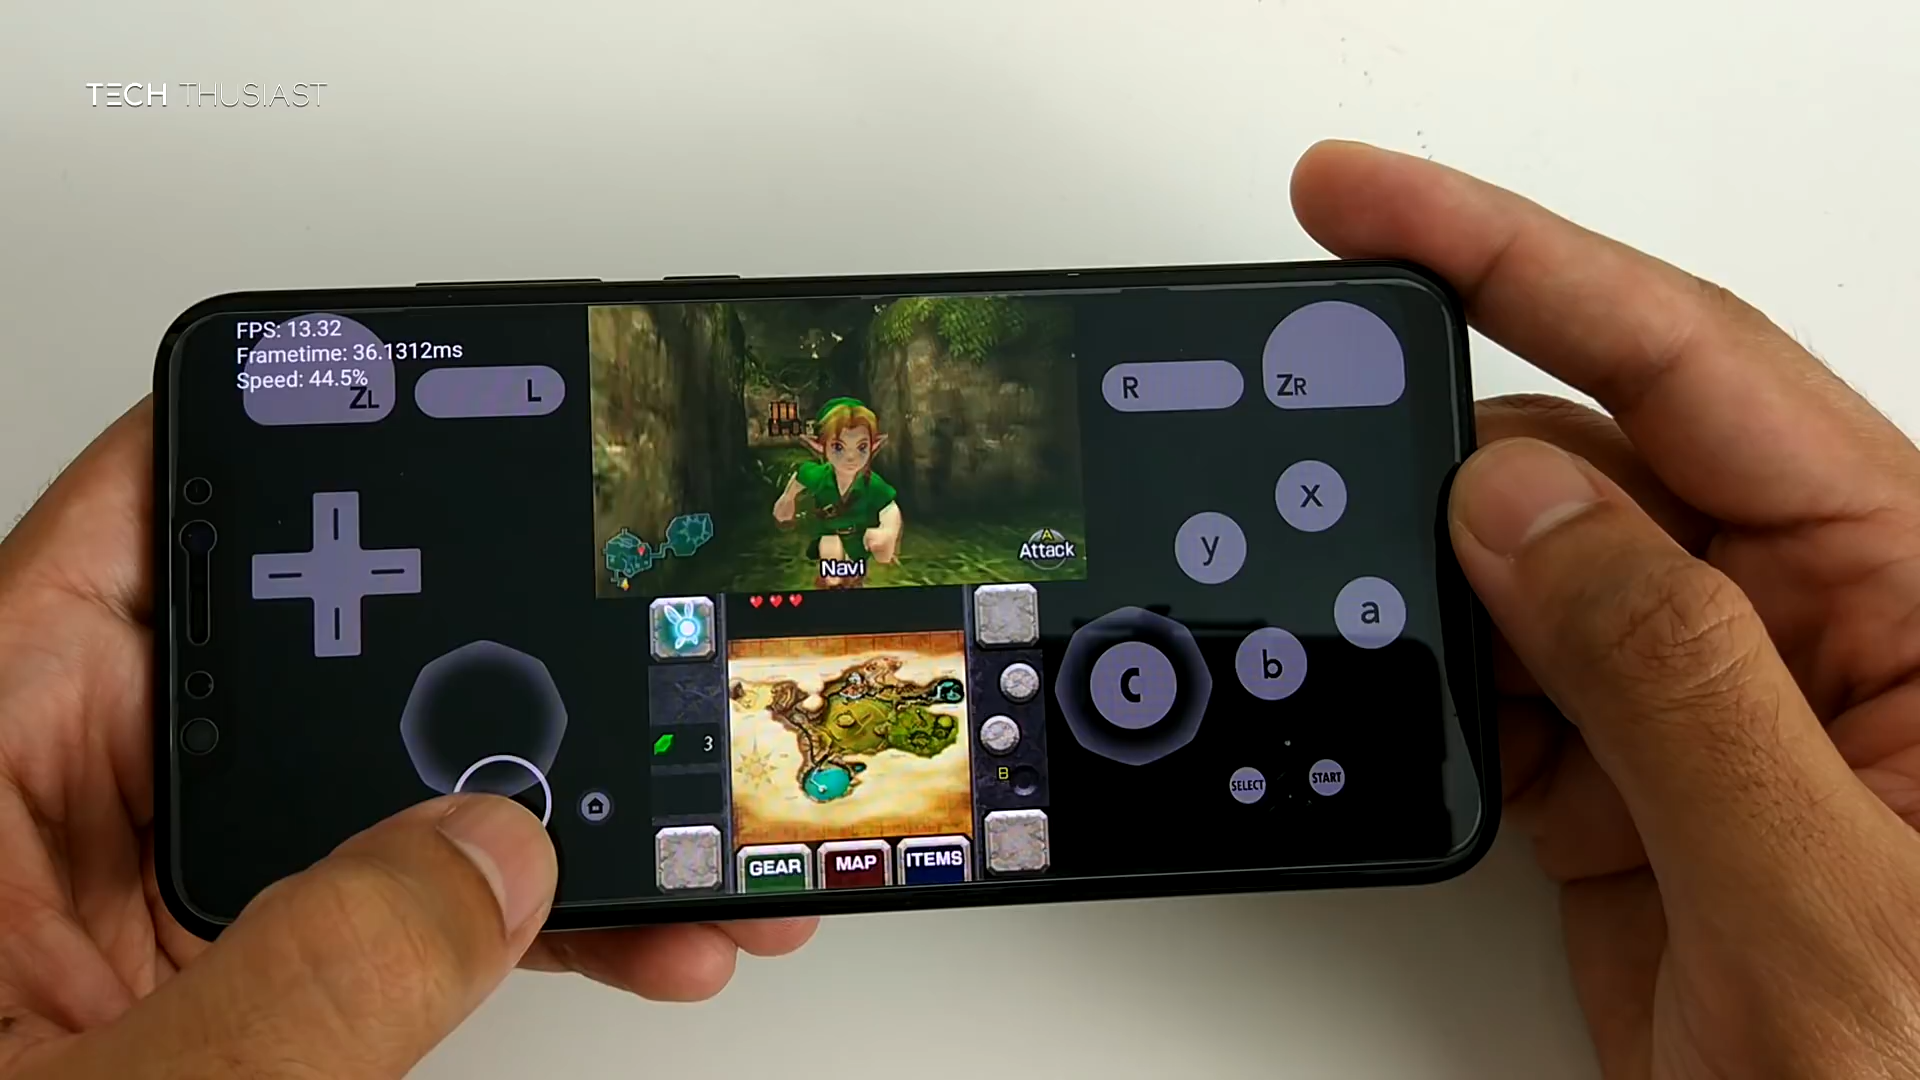 TECH THUSIAST
FPS: 13.32
Frametime: 36.1312ms
Speed: 44.5%
ZL
L
R
ZR
Navi
A
Attack
x
y
a
b
C
3
B
SELECT
START
GEAR
MAP
ITEMS